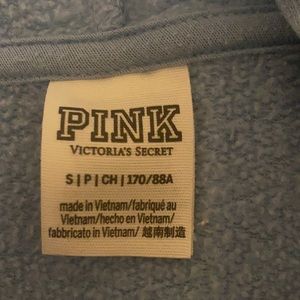 PINK
VICTORIA'S SECRET
S | P | CH | 170/88A
made in Vietnam/fabriqué au
Vietnam/hecho en Vietnam/
fabbricato in Vietnam/ 越南制造